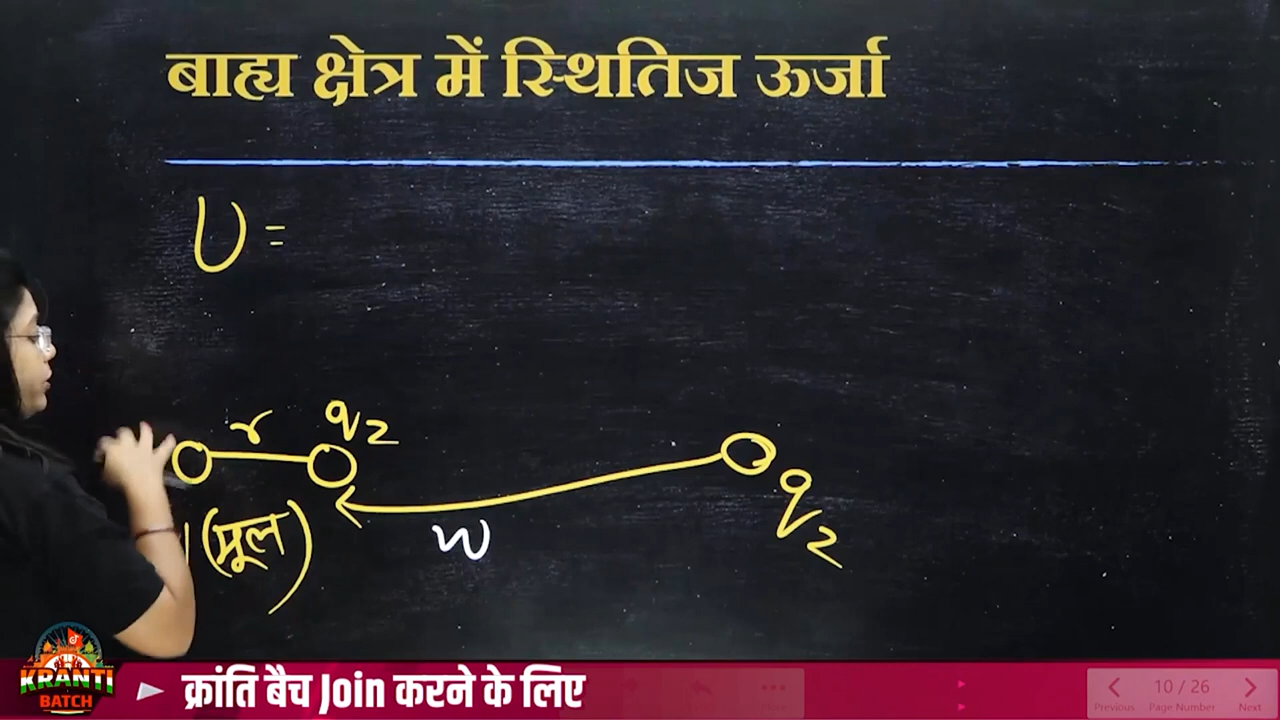 बाह्य क्षेत्र में स्थितिज ऊर्जा
U =
r q2
(मूल) w q2
KRANTI BATCH क्रांति बैच Join करने के लिए
10 / 26
Previous Page Number Next